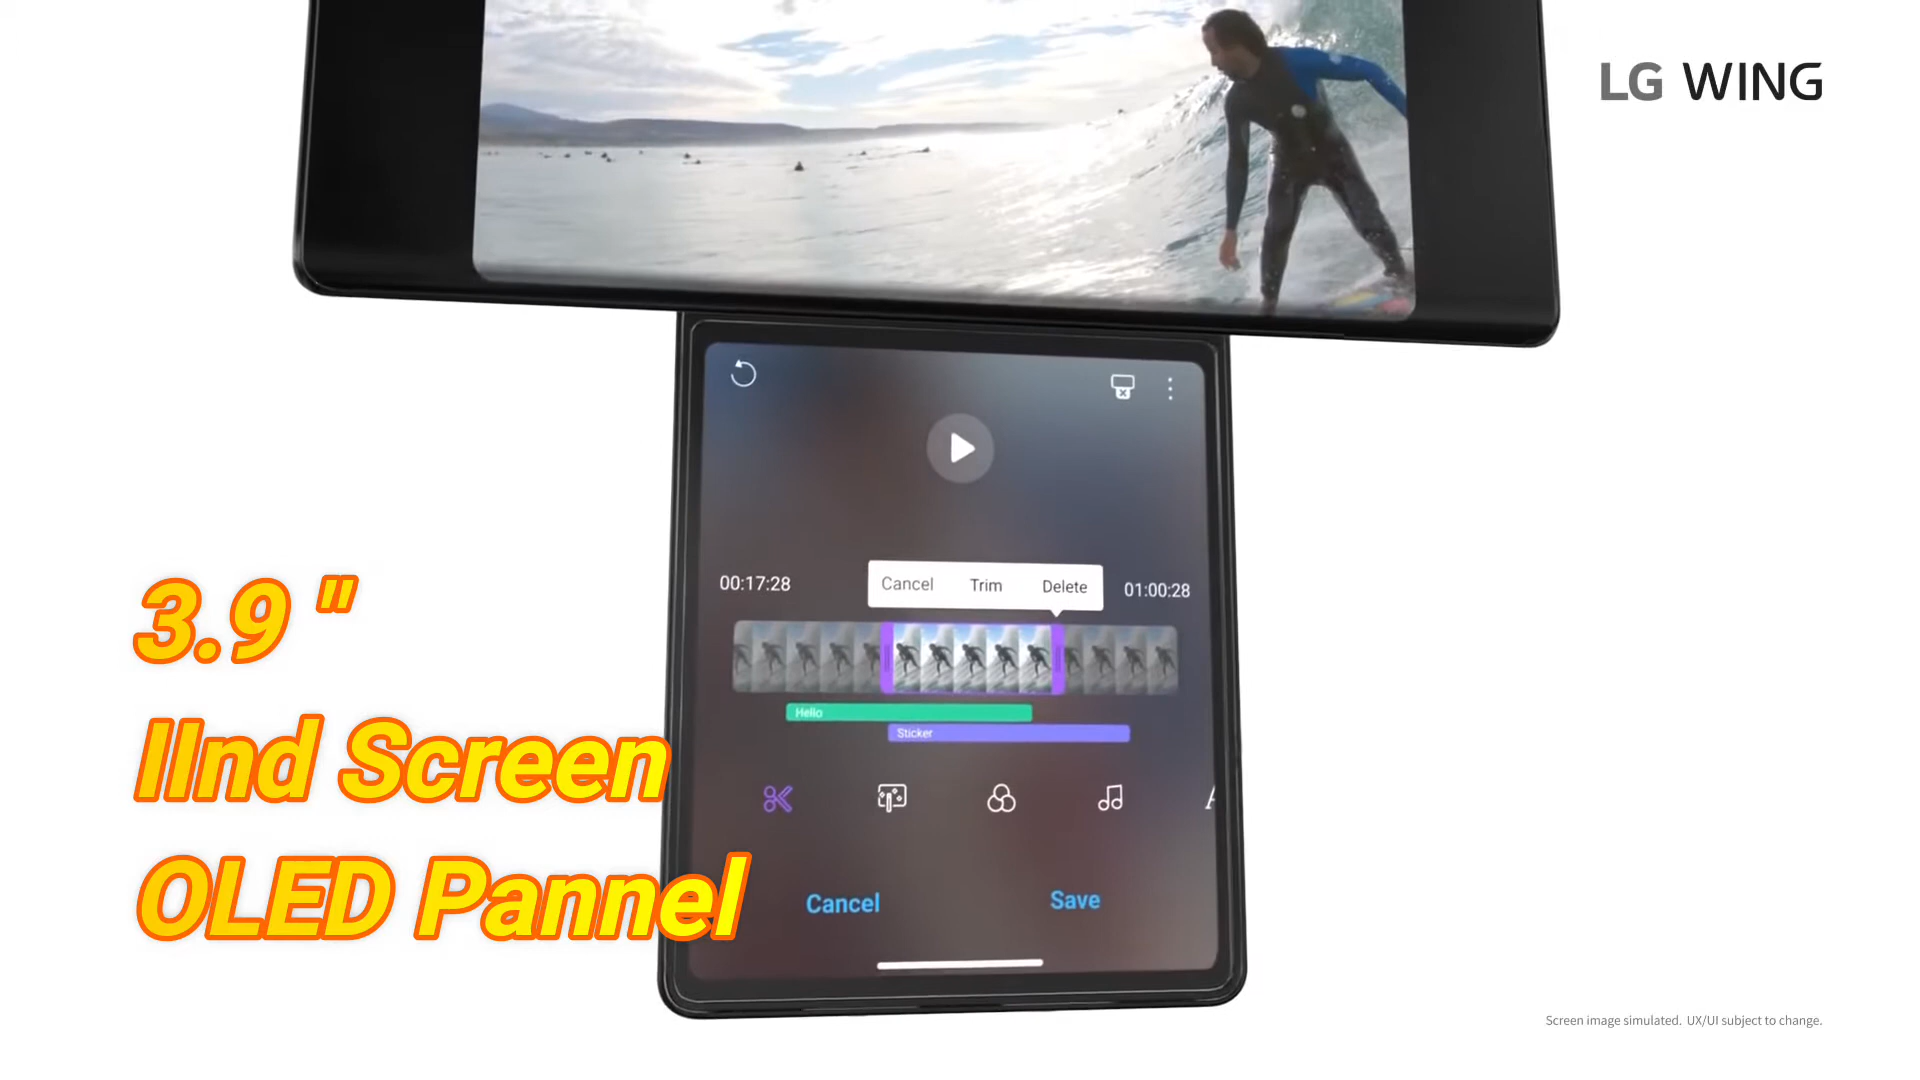 LG WING
00:17:28
Cancel
Trim
Delete
01:00:28
Hello
Sticker
3.9"
IInd Screen
OLED Pannel
Cancel
Save
Screen image simulated. UX/UI subject to change.